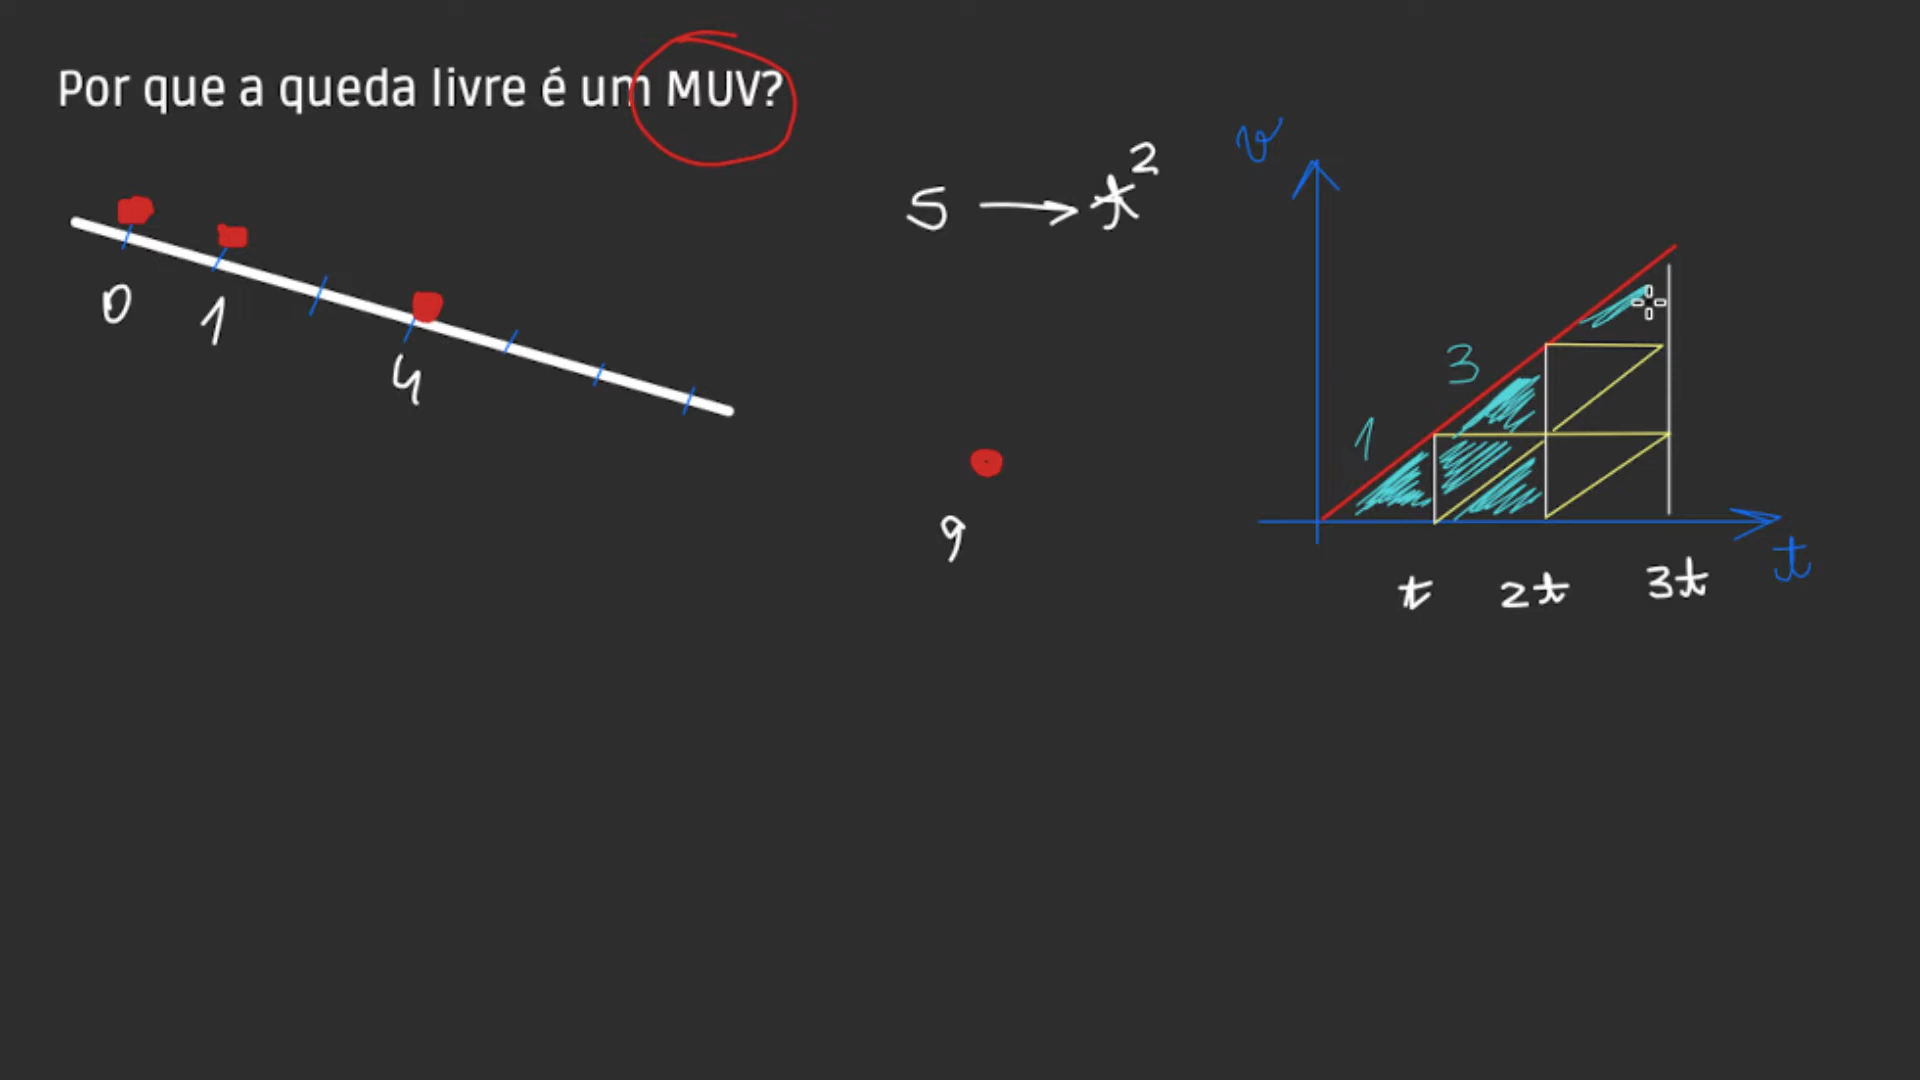 Por que a queda livre é um MUV?
0
1
4
9
S → t²
v
3
1
t
2t
3t
t